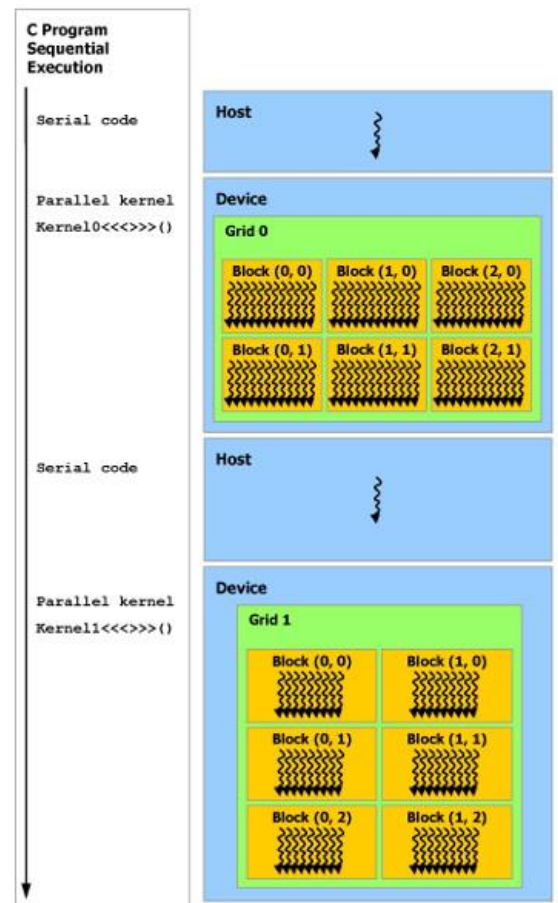 C Program
Sequential
Execution
Serial code
Host
Parallel kernel
Kernel0<<<>>>()
Device
Grid 0
Block (0, 0) Block (1, 0) Block (2, 0)
Block (0, 1) Block (1, 1) Block (2, 1)
Serial code
Host
Parallel kernel
Kernel1<<<>>>()
Device
Grid 1
Block (0, 0) Block (1, 0)
Block (0, 1) Block (1, 1)
Block (0, 2) Block (1, 2)